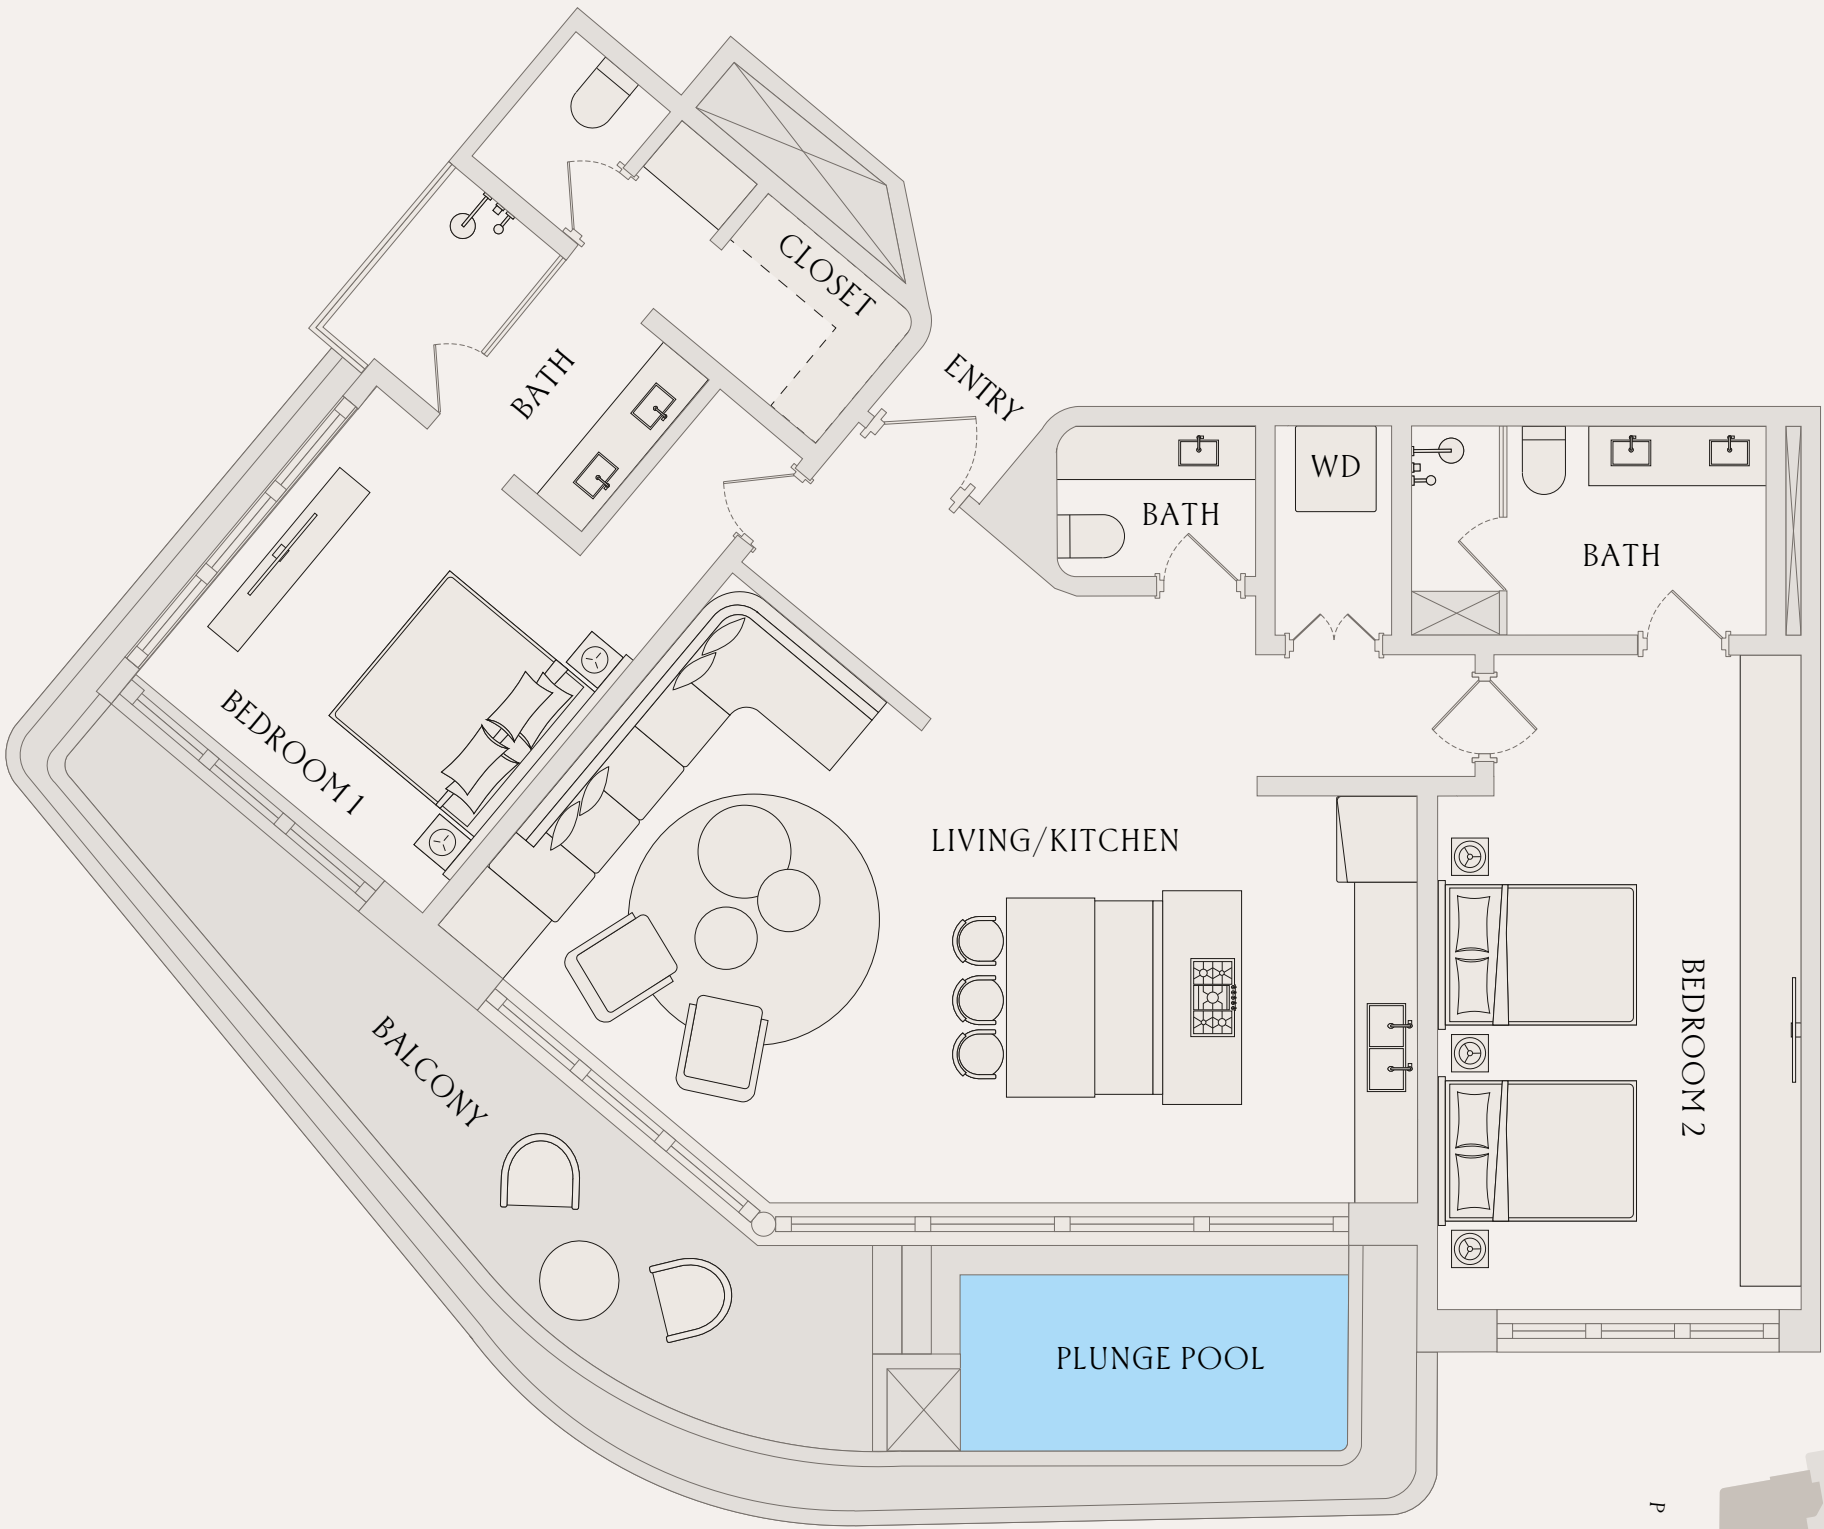 CLOSET
ENTRY
BATH
WD
BATH
BATH
BEDROOM 1
LIVING/KITCHEN
BEDROOM 2
BALCONY
PLUNGE POOL
P